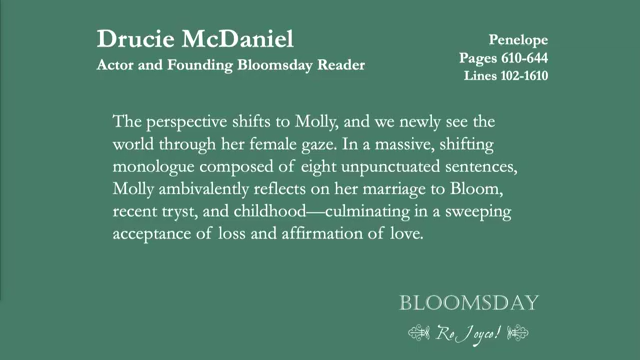 Drucie McDaniel
Actor and Founding Bloomsday Reader
Penelope
Pages 610-644
Lines 102-1610
The perspective shifts to Molly, and we newly see the
world through her female gaze. In a massive, shifting
monologue composed of eight unpunctuated sentences,
Molly ambivalently reflects on her marriage to Bloom,
recent tryst, and childhood—culminating in a sweeping
acceptance of loss and affirmation of love.
BLOOMSDAY
Re Joyce!